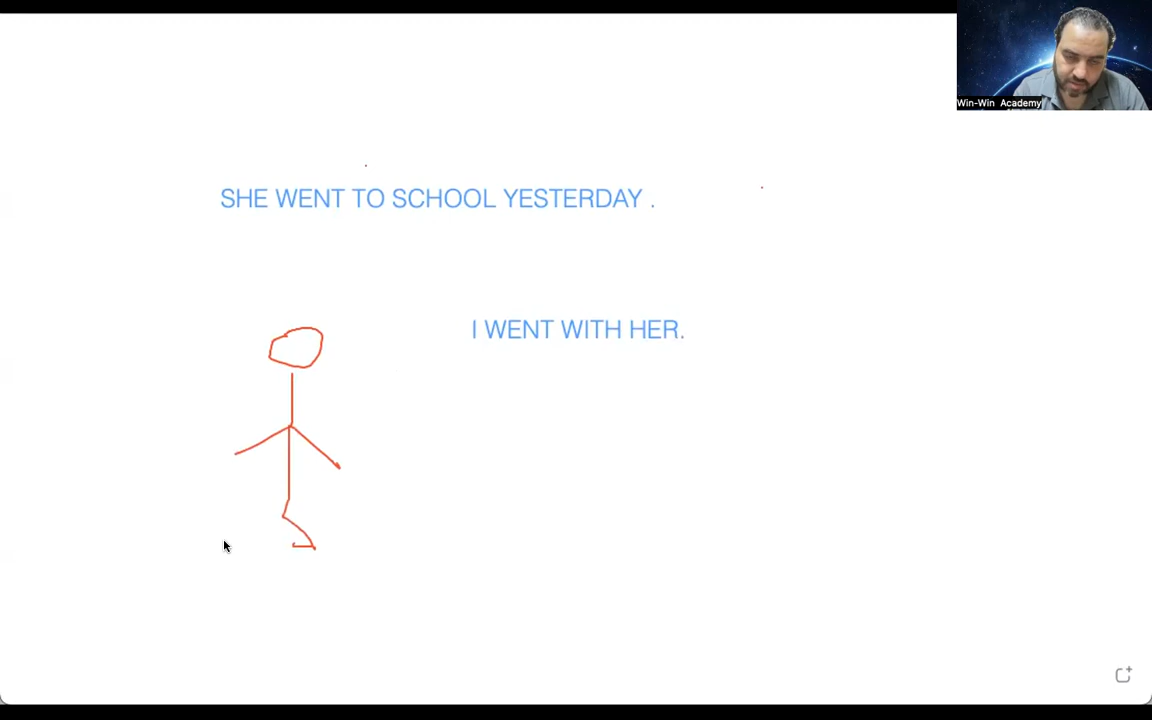 Win-Win Academy
SHE WENT TO SCHOOL YESTERDAY .
I WENT WITH HER.